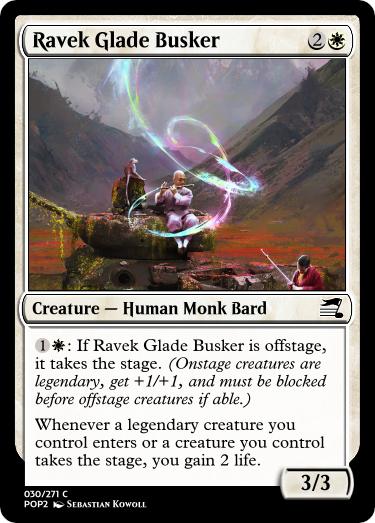 Ravek Glade Busker 2
Creature — Human Monk Bard
1 : If Ravek Glade Busker is offstage,
it takes the stage. (Onstage creatures are
legendary, get +1/+1, and must be blocked
before offstage creatures if able.)
Whenever a legendary creature you
control enters or a creature you control
takes the stage, you gain 2 life.
3/3
030/271 C
POP2 Sebastian Kowoll